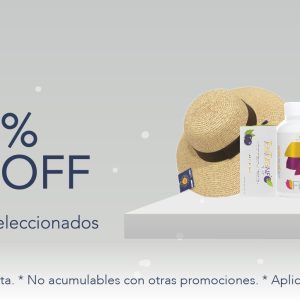 %
OFF
eleccionados
ta. * No acumulables con otras promociones. * Aplic